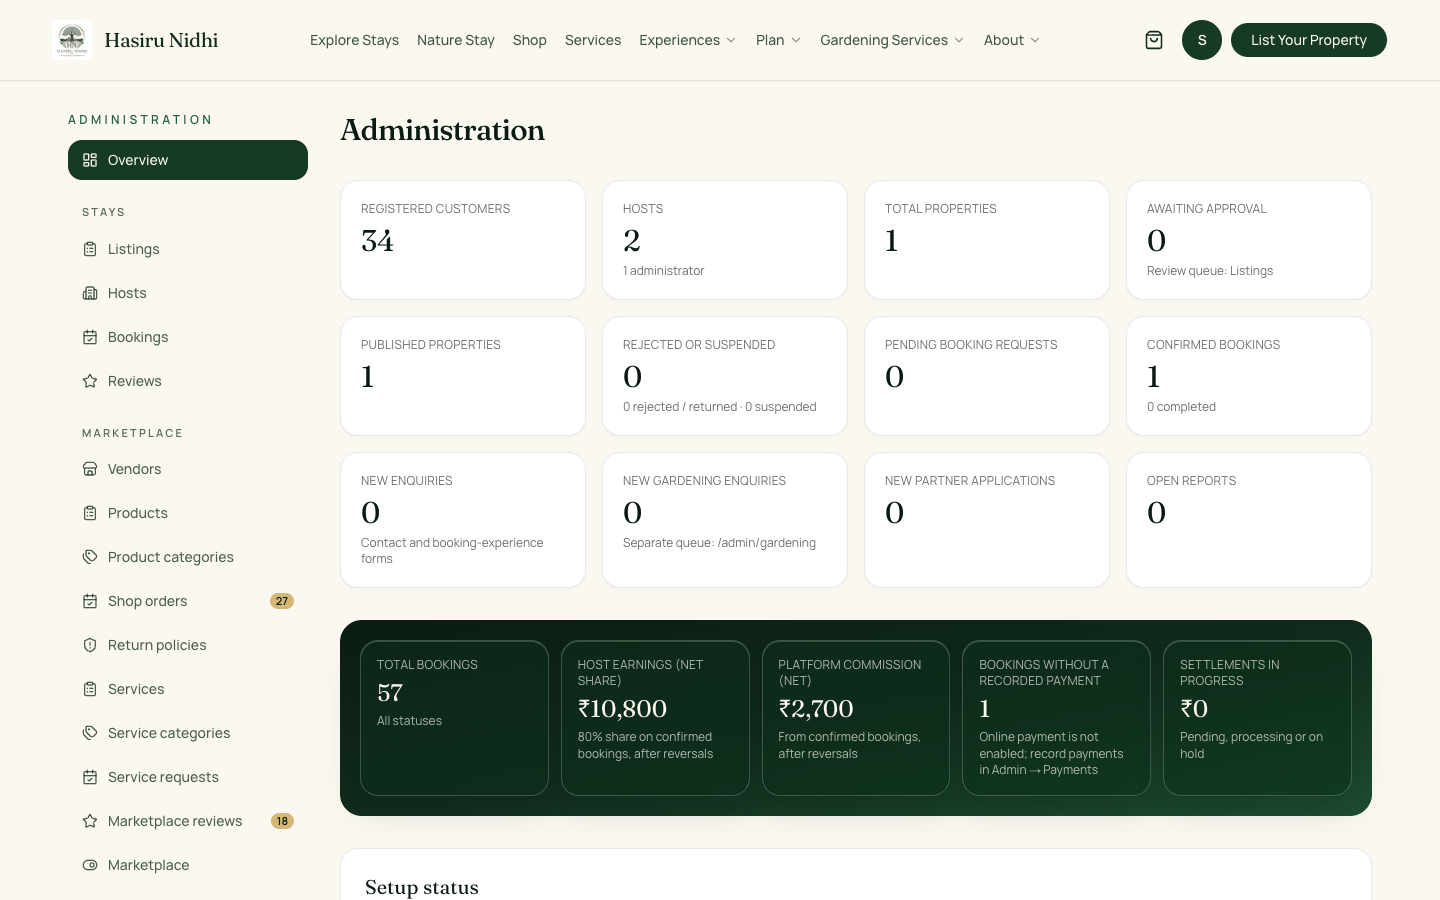 Hasiru Nidhi
Explore Stays
Nature Stay
Shop
Services
Experiences
Plan
Gardening Services
About
S
List Your Property
ADMINISTRATION
Overview
STAYS
Listings
Hosts
Bookings
Reviews
MARKETPLACE
Vendors
Products
Product categories
Shop orders 27
Return policies
Services
Service categories
Service requests
Marketplace reviews 18
Marketplace
Administration
REGISTERED CUSTOMERS
34
HOSTS
2
1 administrator
TOTAL PROPERTIES
1
AWAITING APPROVAL
0
Review queue: Listings
PUBLISHED PROPERTIES
1
REJECTED OR SUSPENDED
0
0 rejected / returned · 0 suspended
PENDING BOOKING REQUESTS
0
CONFIRMED BOOKINGS
1
0 completed
NEW ENQUIRIES
0
Contact and booking-experience
forms
NEW GARDENING ENQUIRIES
0
Separate queue: /admin/gardening
NEW PARTNER APPLICATIONS
0
OPEN REPORTS
0
TOTAL BOOKINGS
57
All statuses
HOST EARNINGS (NET
SHARE)
₹10,800
80% share on confirmed
bookings, after reversals
PLATFORM COMMISSION
(NET)
₹2,700
From confirmed bookings,
after reversals
BOOKINGS WITHOUT A
RECORDED PAYMENT
1
Online payment is not
enabled; record payments
in Admin → Payments
SETTLEMENTS IN
PROGRESS
₹0
Pending, processing or on
hold
Setup status